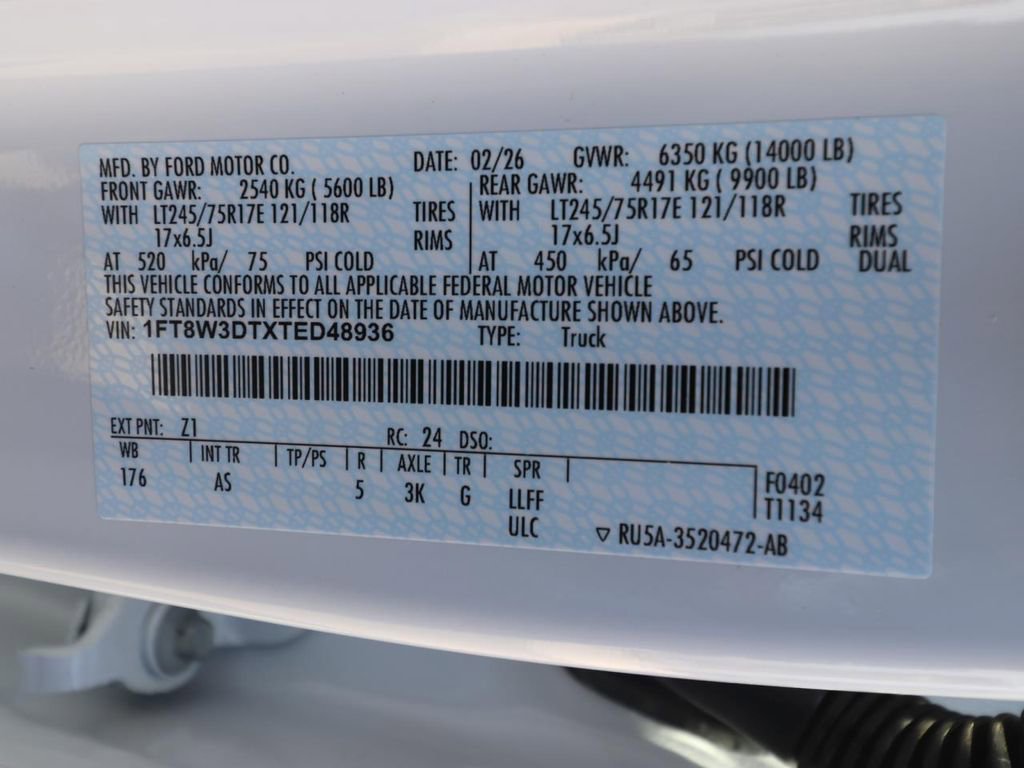 MFD. BY FORD MOTOR CO. DATE: 02/26 GVWR: 6350 KG (14000 LB)
FRONT GAWR: 2540 KG ( 5600 LB) REAR GAWR: 4491 KG ( 9900 LB)
WITH LT245/75R17E 121/118R TIRES WITH LT245/75R17E 121/118R TIRES
17x6.5J RIMS 17x6.5J RIMS
AT 520 kPa/ 75 PSI COLD AT 450 kPa/ 65 PSI COLD DUAL
THIS VEHICLE CONFORMS TO ALL APPLICABLE FEDERAL MOTOR VEHICLE
SAFETY STANDARDS IN EFFECT ON THE DATE OF MANUFACTURE SHOWN ABOVE.
VIN: 1FT8W3DTXTED48936 TYPE: Truck
EXT PNT: Z1 RC: 24 DSO:
WB INT TR TP/PS R AXLE TR SPR
176 AS 5 3K G LLFF F0402
ULC T1134
▽ RU5A-3520472-AB